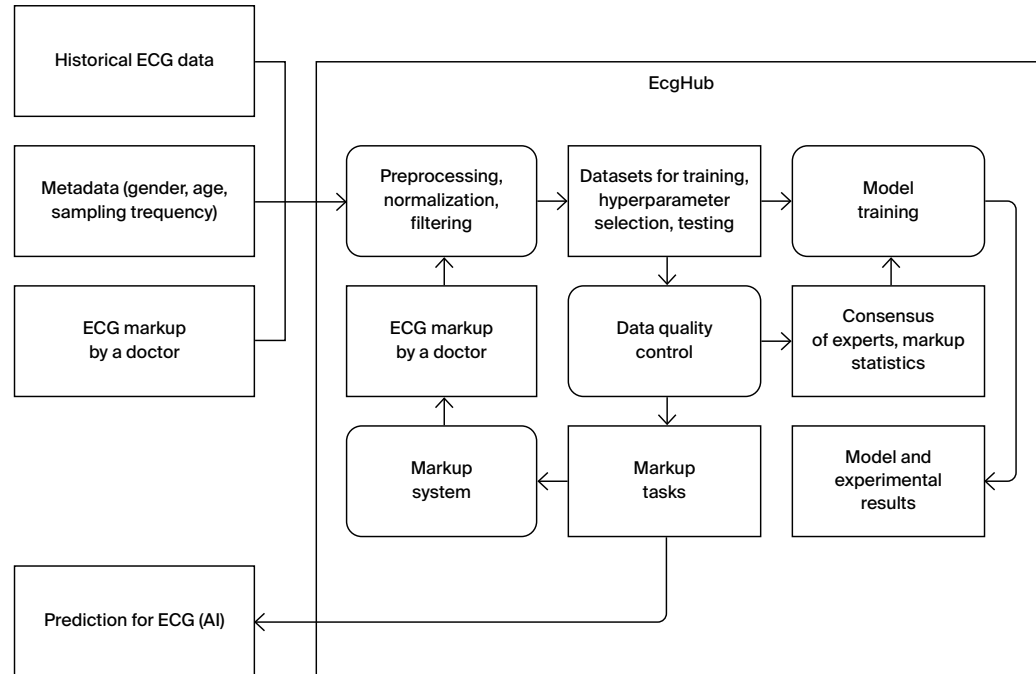 Historical ECG data
EcgHub
Metadata (gender, age,
sampling trequency)
Preprocessing,
normalization,
filtering
Datasets for training,
hyperparameter
selection, testing
Model
training
ECG markup
by a doctor
ECG markup
by a doctor
Data quality
control
Consensus
of experts, markup
statistics
Markup
system
Markup
tasks
Model and
experimental
results
Prediction for ECG (AI)